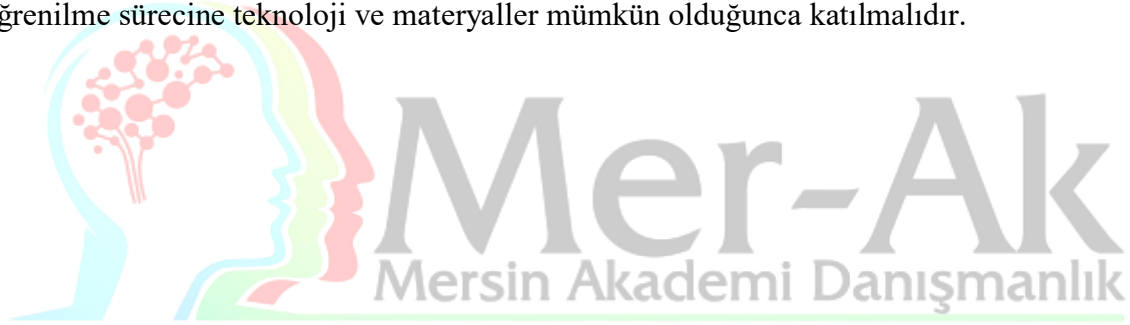 ğrenilme sürecine teknoloji ve materyaller mümkün olduğunca katılmalıdır.
Mer-Ak
Mersin Akademi Danışmanlık